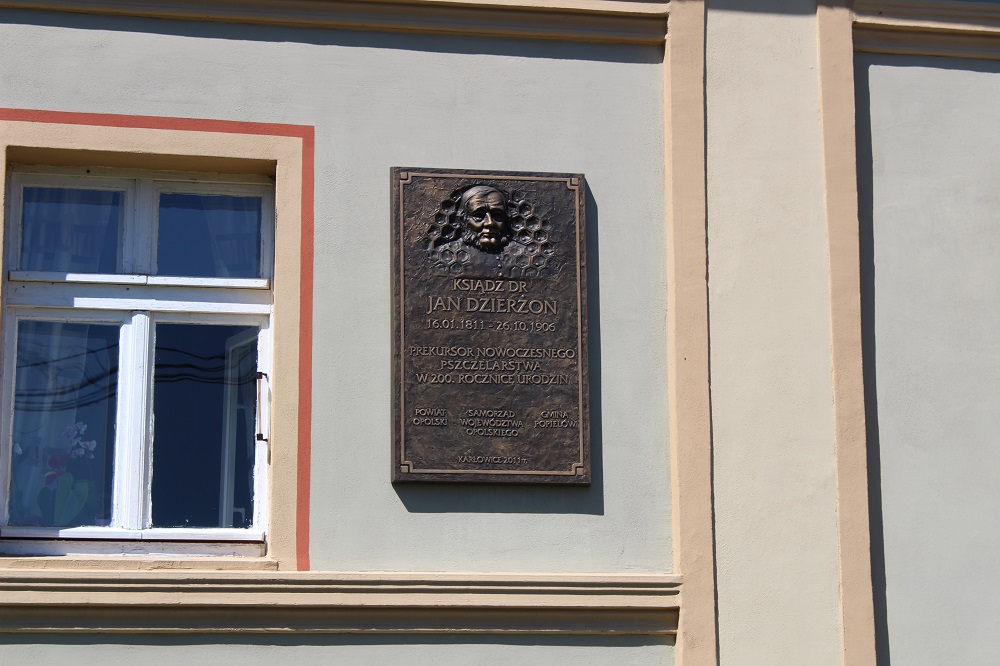 KSIĄDZ DR
JAN DZIERŻON
16.01.1811 - 26.10.1906
PREKURSOR NOWOCZESNEGO
PSZCZELARSTWA
W 200. ROCZNICĘ URODZIN
POWIAT OPOLSKI
SAMORZĄD WOJEWÓDZTWA OPOLSKIEGO
GMINA POPIELÓW
KARŁOWICE 2011 r.